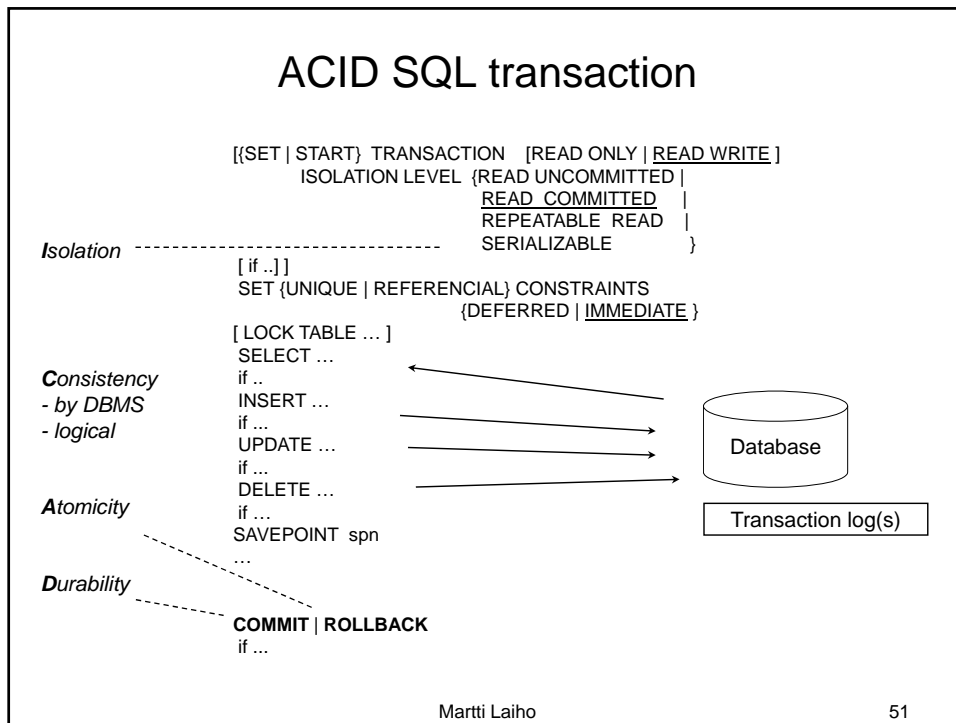 ACID SQL transaction
[{SET | START} TRANSACTION [READ ONLY | READ WRITE ]
ISOLATION LEVEL {READ UNCOMMITTED |
READ COMMITTED |
REPEATABLE READ |
SERIALIZABLE }
Isolation
[ if ..] ]
SET {UNIQUE | REFERENCIAL} CONSTRAINTS
{DEFERRED | IMMEDIATE }
[ LOCK TABLE … ]
SELECT …
Consistency
if ..
- by DBMS
INSERT …
- logical
if ...
UPDATE …
Database
if ...
DELETE …
Atomicity
if …
Transaction log(s)
SAVEPOINT spn
…
Durability
COMMIT | ROLLBACK
if ...
Martti Laiho
51